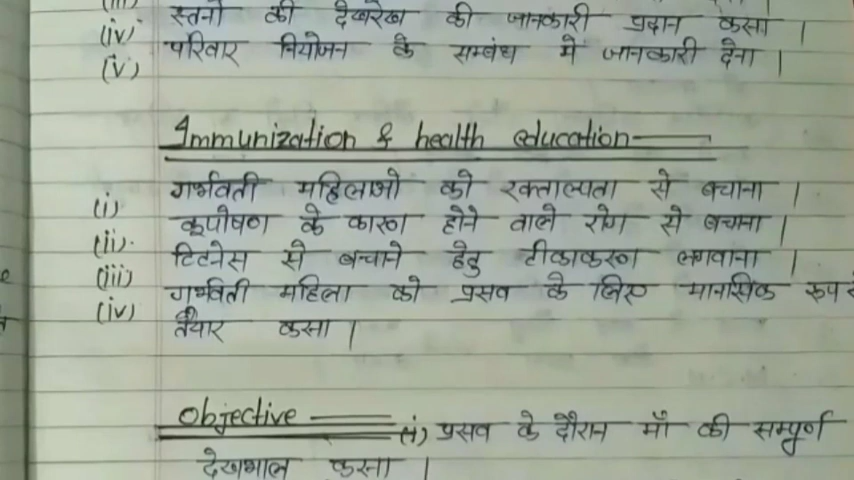 (iv) स्तनो की देखरेख की जानकारी प्रदान करना |
(v) परिवार नियोजन के सम्बंध मे जानकारी देना |
Immunization & health education
(i) गर्भवती महिलाओ को रक्ताल्पता से बचाना |
(ii). कुपोषण के कारण होने वाले रोग से बचाना |
(iii) टिटनेस से बचाने हेतु टीकाकरण लगवाना |
(iv) गर्भवती महिला को प्रसव के लिए मानसिक रूप से
तैयार करना |
Objective (i) प्रसव के दौरान माँ की सम्पूर्ण
देखभाल करना |